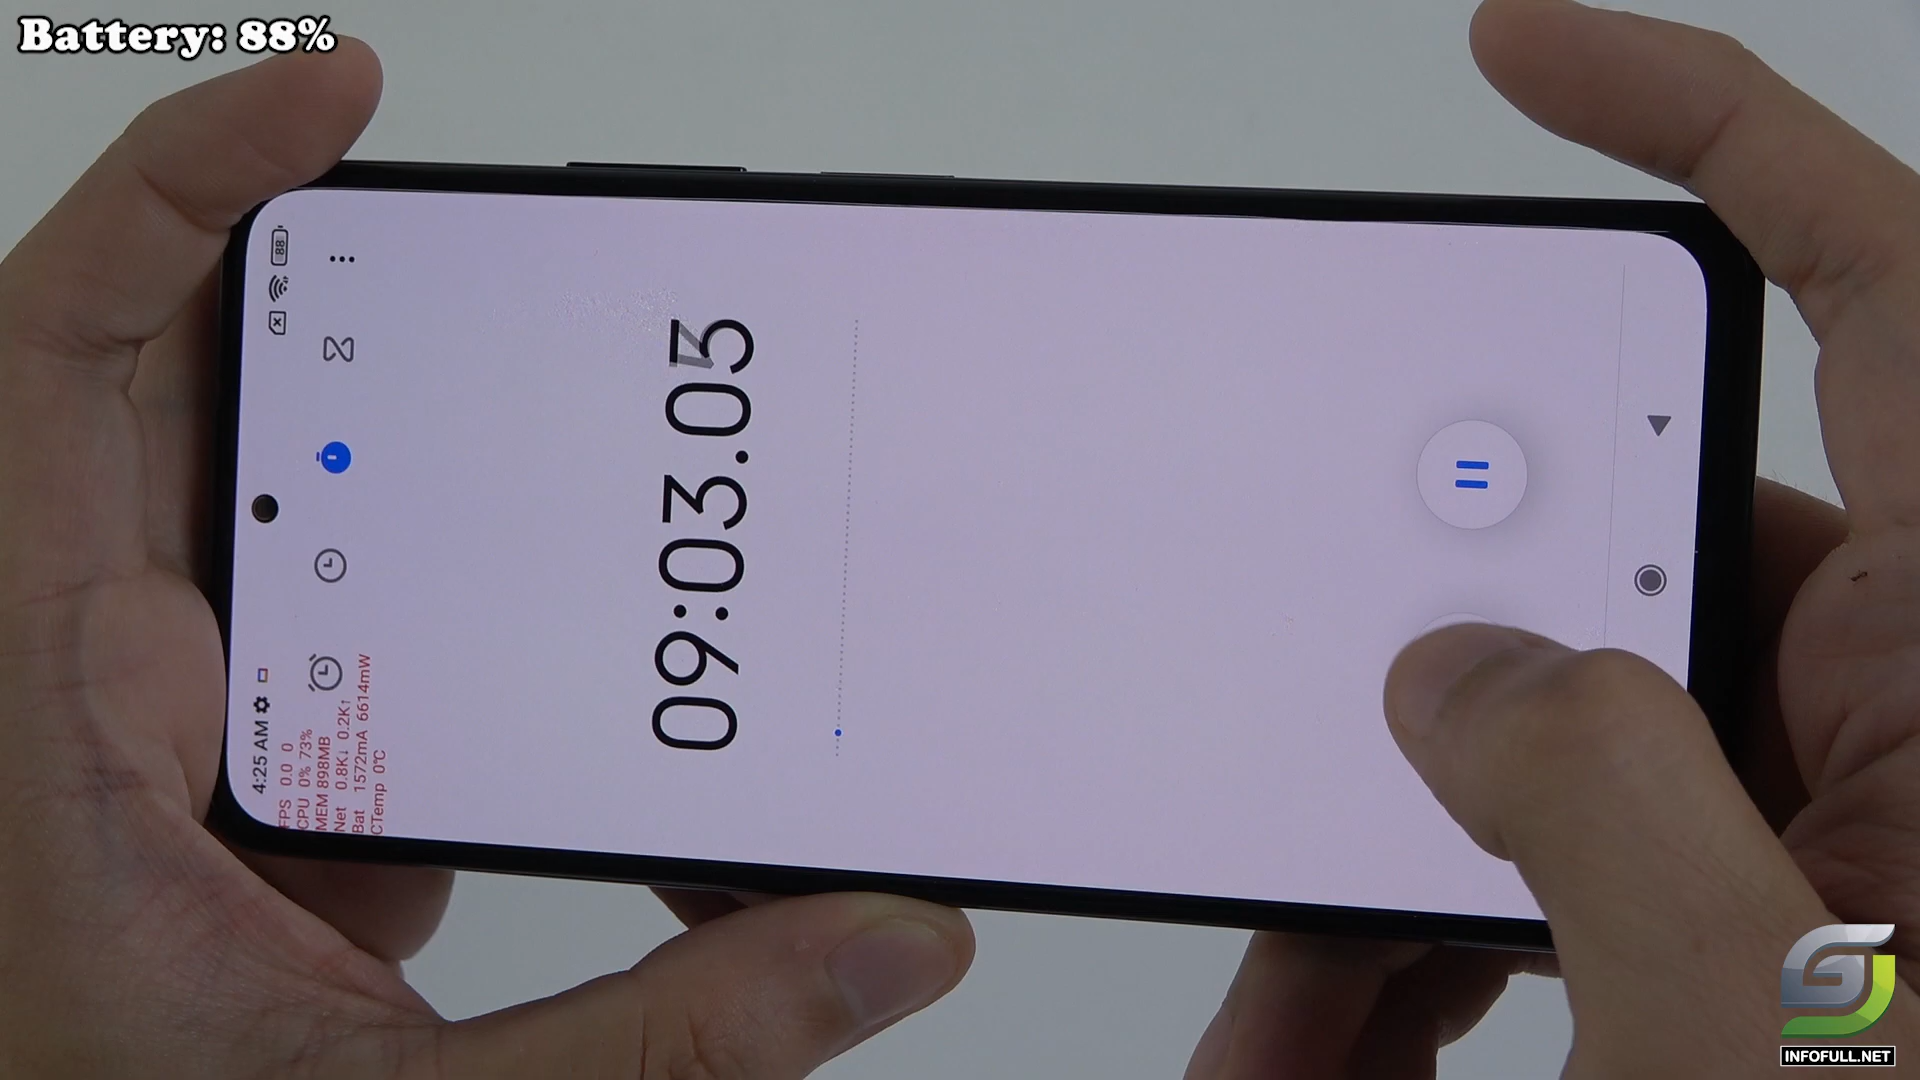 Battery: 88%
4:25 AM
88
FPS 0.0 0
CPU 0% 73%
MEM 898MB
Net 0.8K↓ 0.2K↑
Bat 1572mA 6614mW
CTemp 0°C
09:03.03
INFOFULL.NET